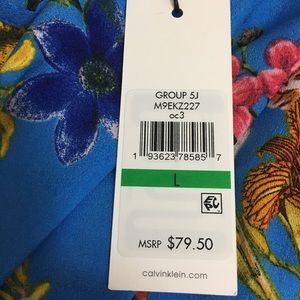 GROUP 5J
M9EKZ227
oc3
1 93623 78585 7
L
MSRP $79.50
calvinklein.com